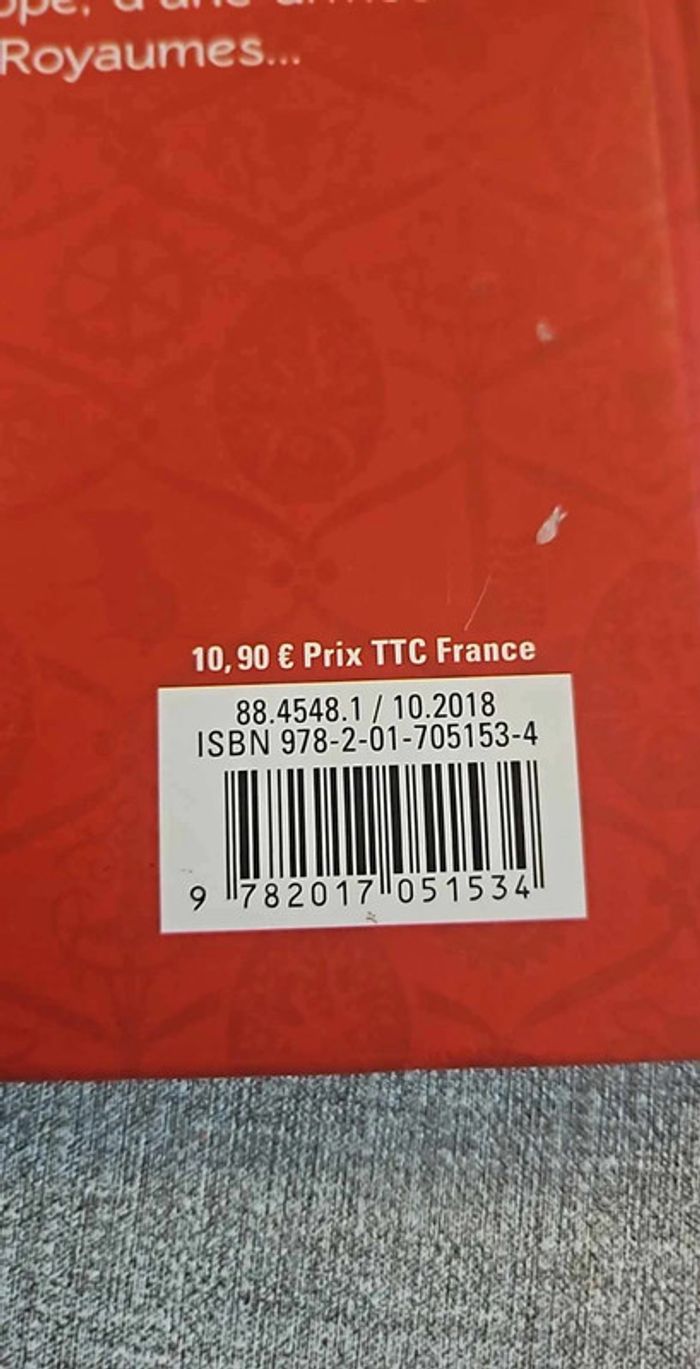 d'une
Royaumes...
10,90 € Prix TTC France
88.4548.1 / 10.2018
ISBN 978-2-01-705153-4
9 782017 051534